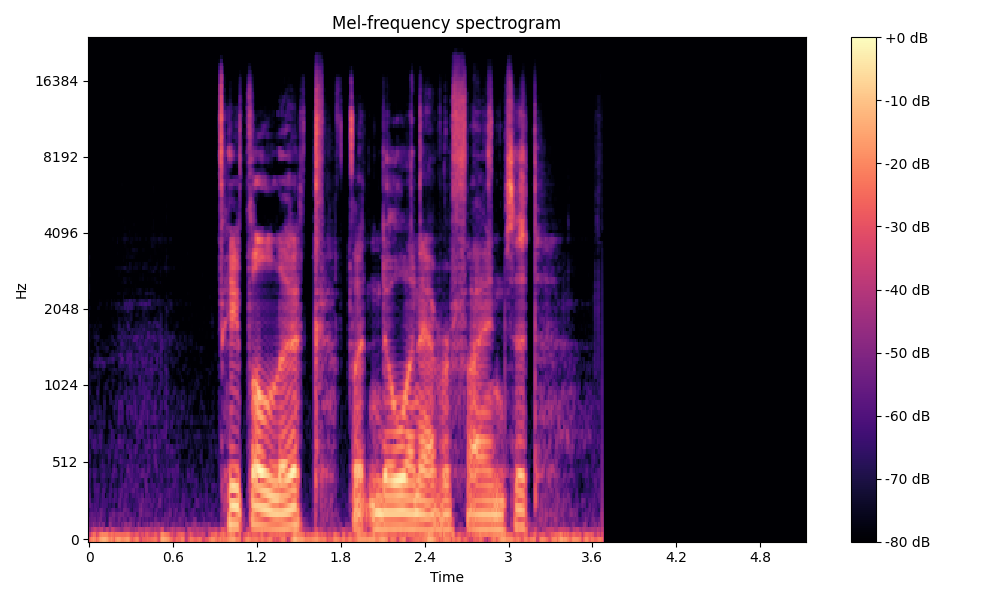 Mel-frequency spectrogram
+0 dB
16384
-10 dB
8192
-20 dB
-30 dB
4096
Hz
-40 dB
2048
-50 dB
1024
-60 dB
512
-70 dB
0
-80 dB
0 0.6 1.2 1.8 2.4 3 3.6 4.2 4.8
Time